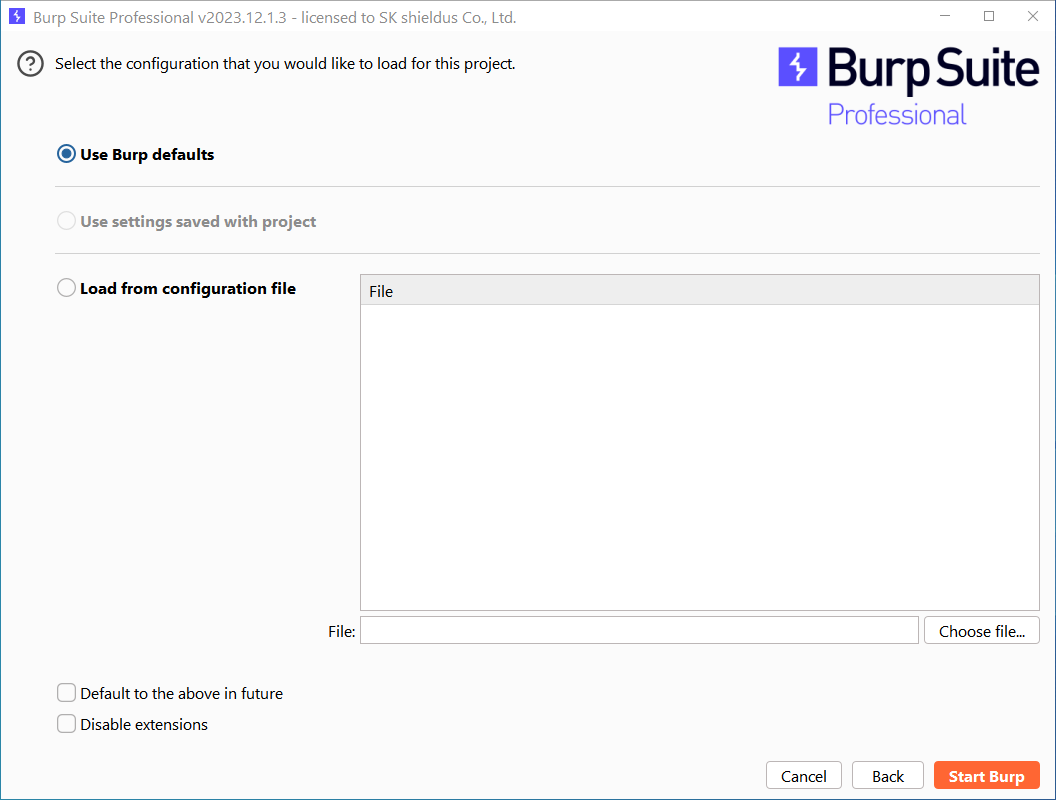 Burp Suite Professional v2023.12.1.3 - licensed to SK shieldus Co., Ltd.
Select the configuration that you would like to load for this project.
Burp Suite
Professional
Use Burp defaults
Use settings saved with project
Load from configuration file
File
File:
Choose file...
Default to the above in future
Disable extensions
Cancel
Back
Start Burp